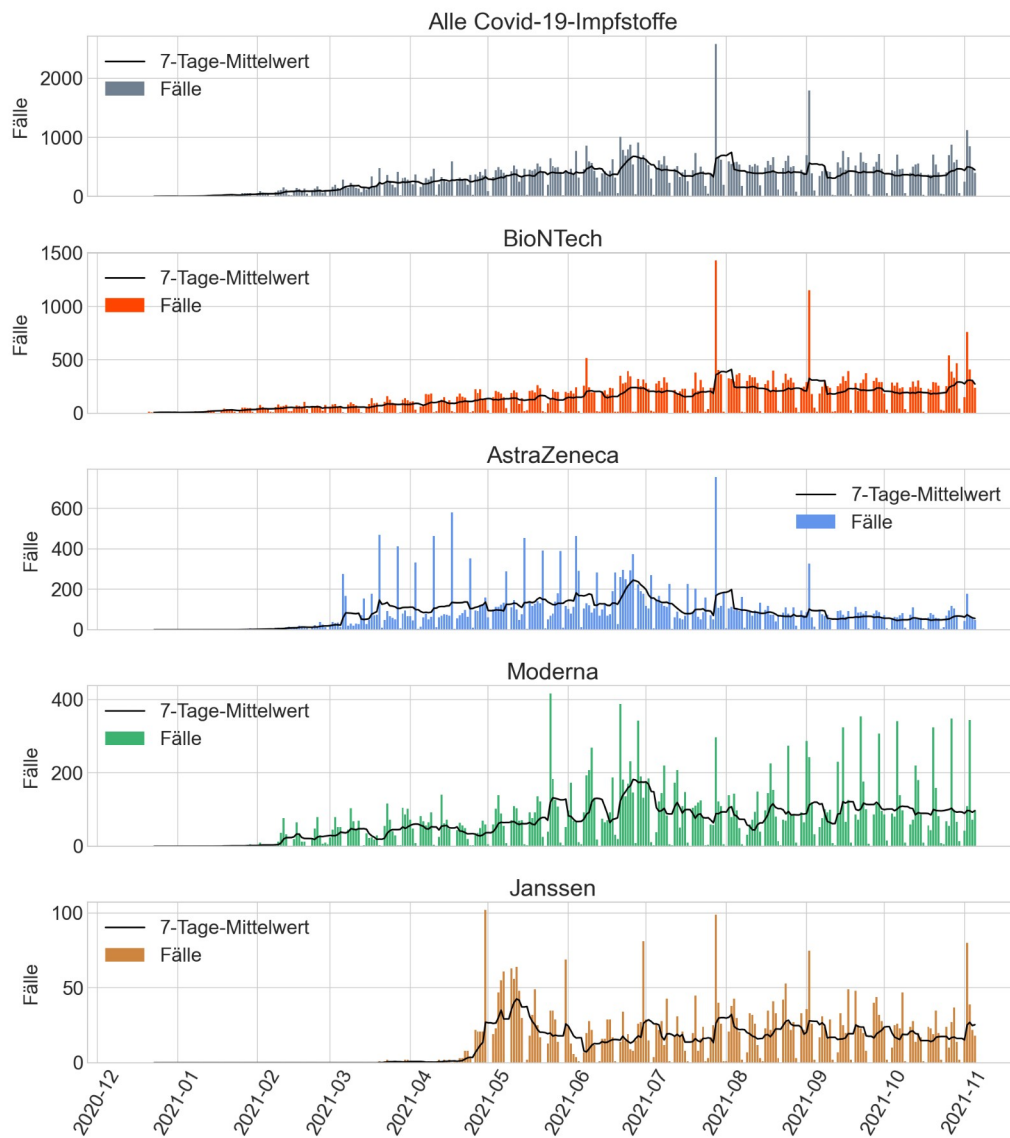 Alle Covid-19-Impfstoffe
7-Tage-Mittelwert
Fälle
Fälle
2000
1000
0
BioNTech
7-Tage-Mittelwert
Fälle
Fälle
1500
1000
500
0
AstraZeneca
7-Tage-Mittelwert
Fälle
Fälle
600
400
200
0
Moderna
7-Tage-Mittelwert
Fälle
Fälle
400
200
0
Janssen
7-Tage-Mittelwert
Fälle
Fälle
100
50
0
2020-12
2021-01
2021-02
2021-03
2021-04
2021-05
2021-06
2021-07
2021-08
2021-09
2021-10
2021-11